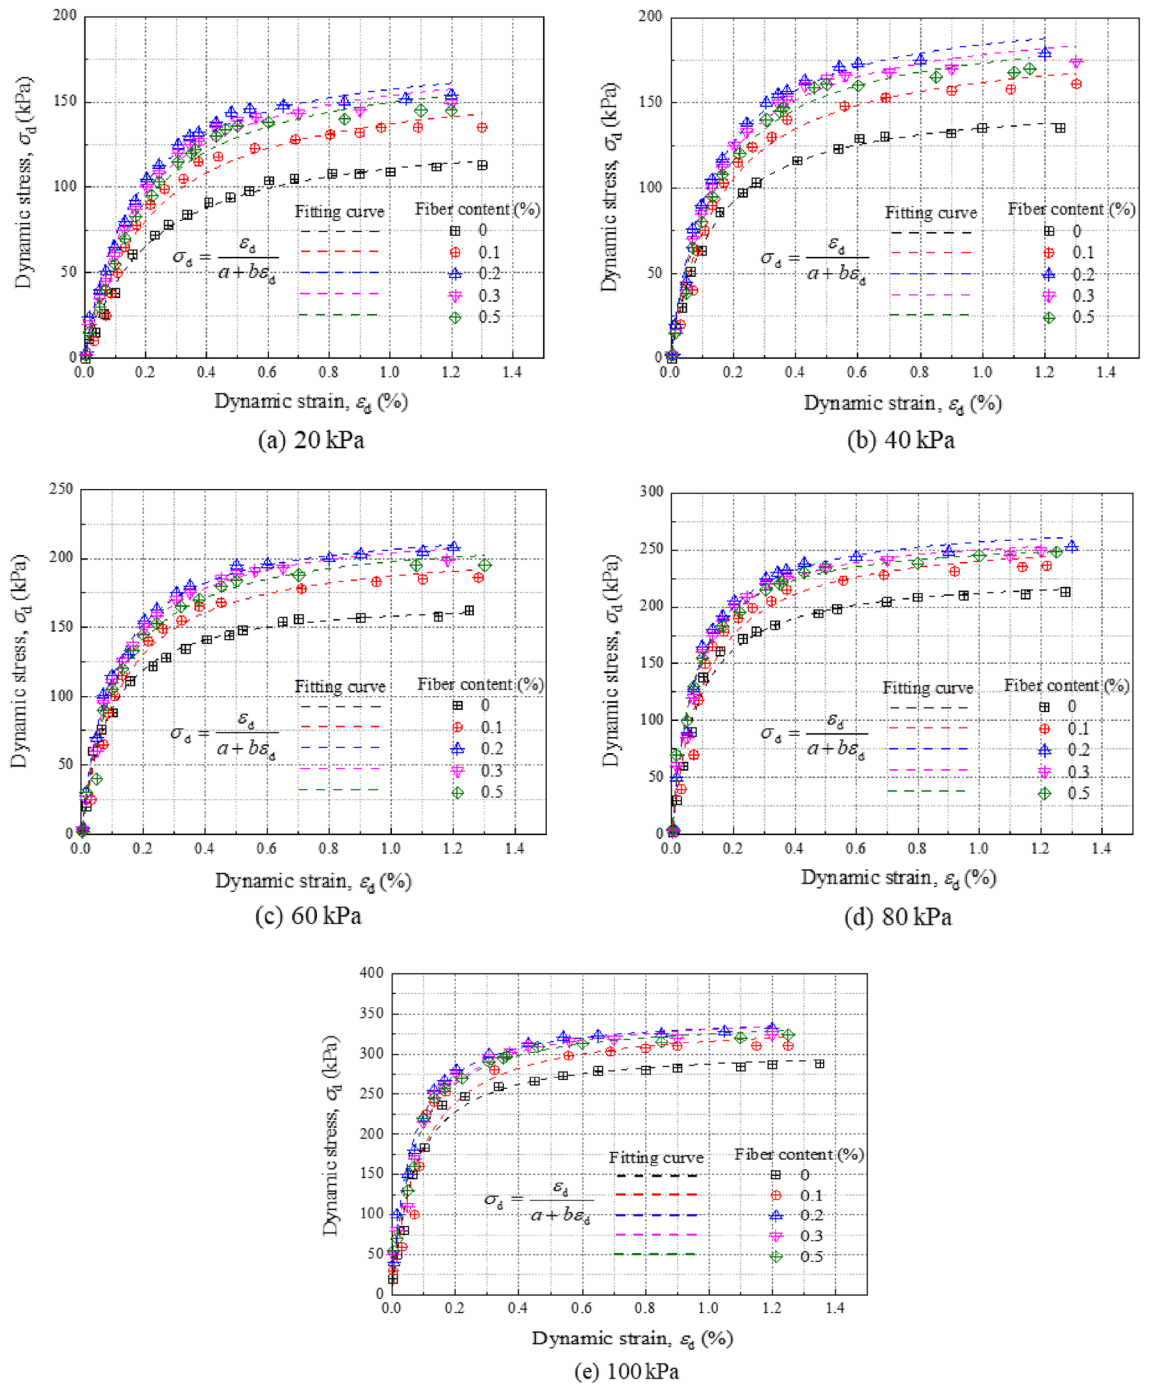 200
150
100
50
0
0.0 0.2 0.4 0.6 0.8 1.0 1.2 1.4
Dynamic stress, σd (kPa)
Dynamic strain, εd (%)
Fitting curve
Fiber content (%)
σd = εd / a + bεd
0
0.1
0.2
0.3
0.5
(a) 20 kPa
200
150
100
50
0
0.0 0.2 0.4 0.6 0.8 1.0 1.2 1.4
Dynamic stress, σd (kPa)
Dynamic strain, εd (%)
Fitting curve
Fiber content (%)
σd = εd / a + bεd
0
0.1
0.2
0.3
0.5
(b) 40 kPa
250
200
150
100
50
0
0.0 0.2 0.4 0.6 0.8 1.0 1.2 1.4
Dynamic stress, σd (kPa)
Dynamic strain, εd (%)
Fitting curve
Fiber content (%)
σd = εd / a + bεd
0
0.1
0.2
0.3
0.5
(c) 60 kPa
300
250
200
150
100
50
0
0.0 0.2 0.4 0.6 0.8 1.0 1.2 1.4
Dynamic stress, σd (kPa)
Dynamic strain, εd (%)
Fitting curve
Fiber content (%)
σd = εd / a + bεd
0
0.1
0.2
0.3
0.5
(d) 80 kPa
400
350
300
250
200
150
100
50
0
0.0 0.2 0.4 0.6 0.8 1.0 1.2 1.4
Dynamic stress, σd (kPa)
Dynamic strain, εd (%)
Fitting curve
Fiber content (%)
σd = εd / a + bεd
0
0.1
0.2
0.3
0.5
(e) 100 kPa